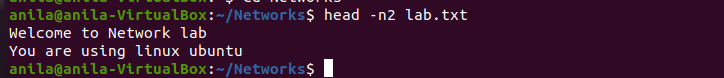 anila@anila-VirtualBox:~/Networks$ head -n2 lab.txt
Welcome to Network lab
You are using linux ubuntu
anila@anila-VirtualBox:~/Networks$